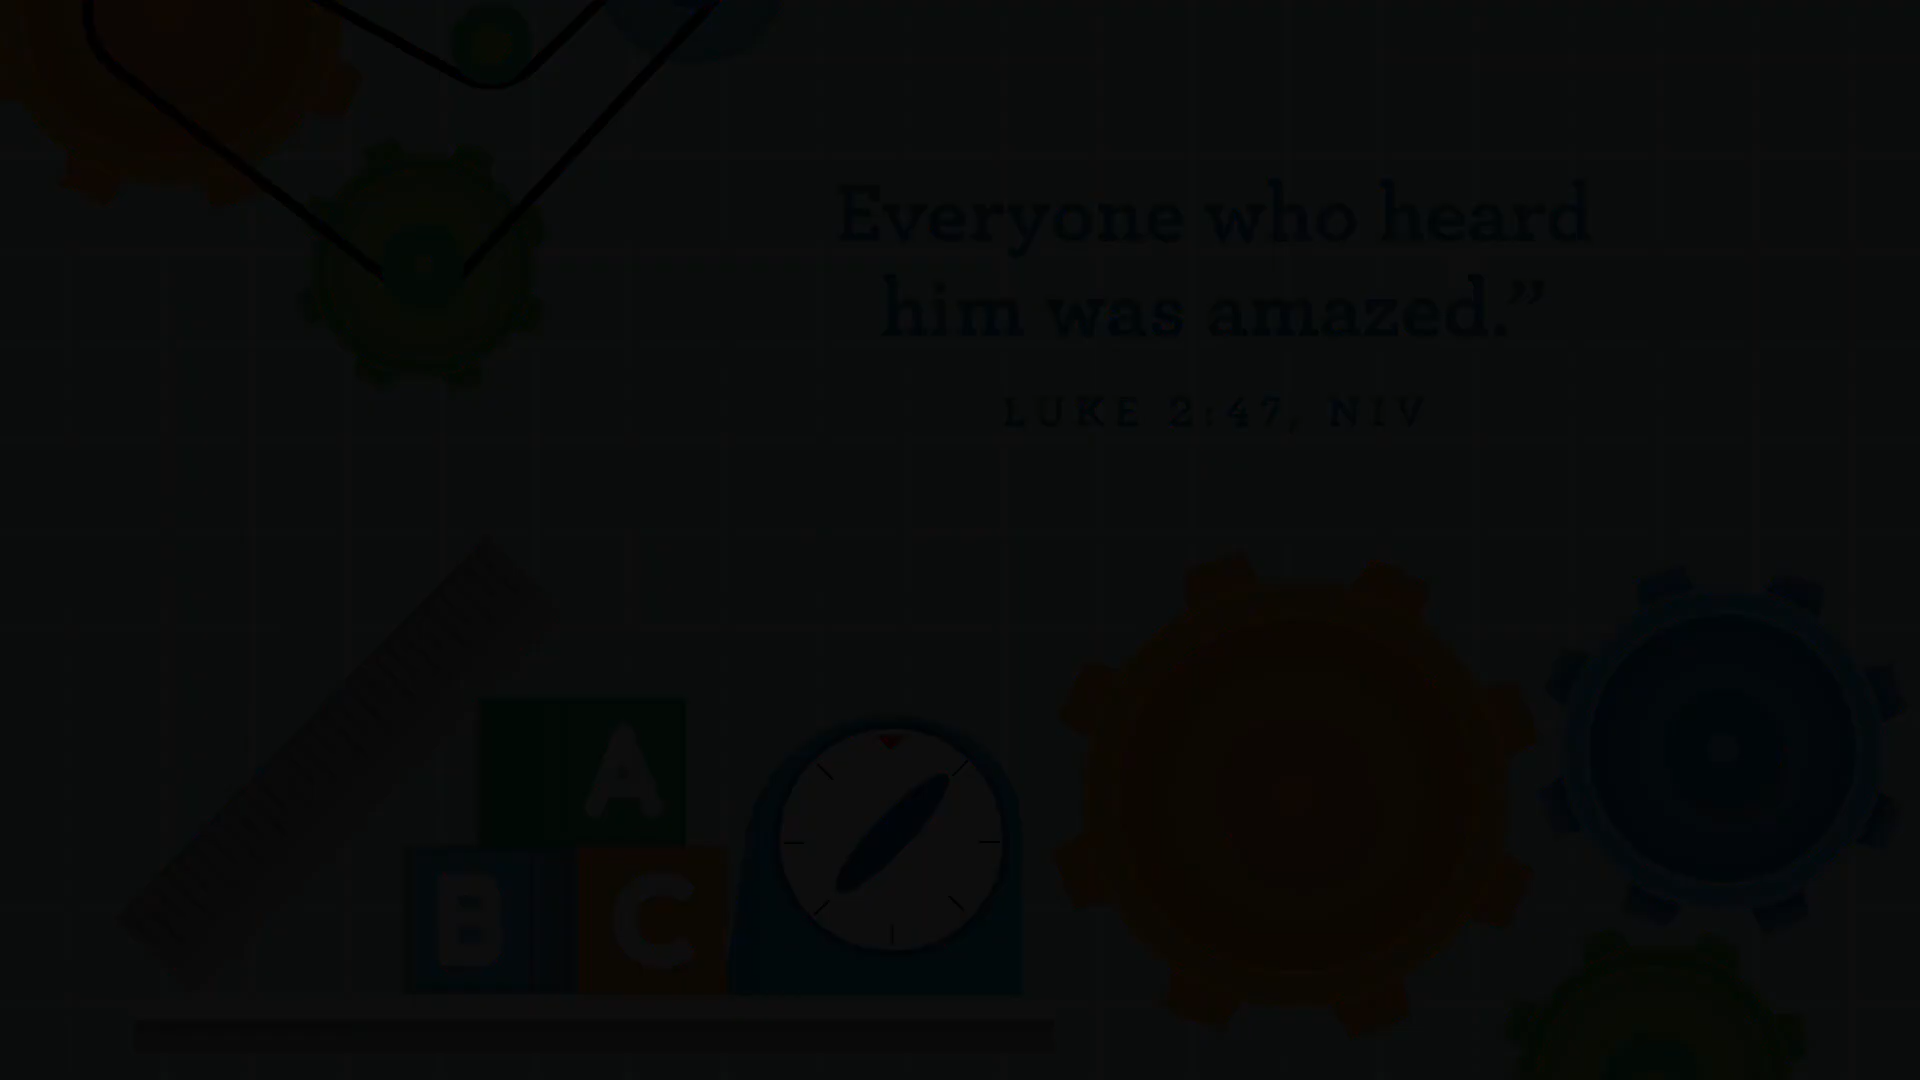 Everyone who heard
him was amazed.”
LUKE 2:47, NIV
A
B C